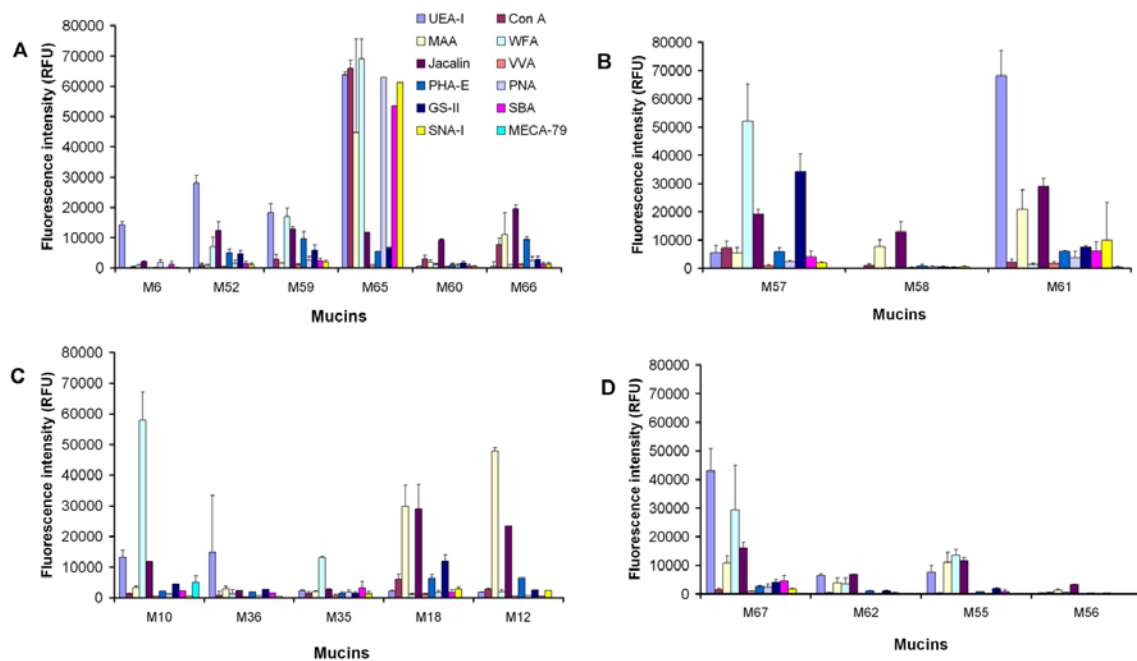 A
Fluorescence intensity (RFU)
80000
70000
60000
50000
40000
30000
20000
10000
0
UEA-I Con A
MAA WFA
Jacalin VVA
PHA-E PNA
GS-II SBA
SNA-I MECA-79
M6 M52 M59 M65 M60 M66
Mucins
B
Fluorescence intensity (RFU)
80000
70000
60000
50000
40000
30000
20000
10000
0
M57 M58 M61
Mucins
C
Fluorescence intensity (RFU)
80000
70000
60000
50000
40000
30000
20000
10000
0
M10 M36 M35 M18 M12
Mucins
D
Fluorescence intensity (RFU)
80000
70000
60000
50000
40000
30000
20000
10000
0
M67 M62 M55 M56
Mucins